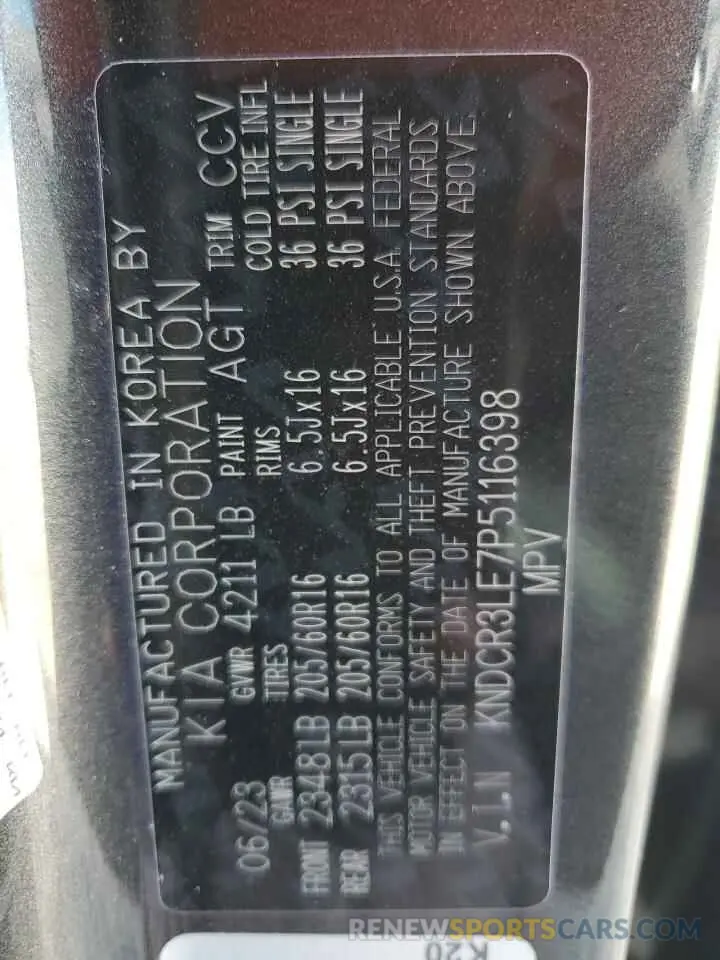 MANUFACTURED IN KOREA BY
KIA CORPORATION
06/23 GVWR 4211 LB PAINT AGT TRIM CCV
GAWR TIRES RIMS COLD TIRE INFL
FRONT 2348LB 205/60R16 6.5Jx16 36 PSI SINGLE
REAR 2315LB 205/60R16 6.5Jx16 36 PSI SINGLE
THIS VEHICLE CONFORMS TO ALL APPLICABLE U.S.A. FEDERAL
MOTOR VEHICLE SAFETY AND THEFT PREVENTION STANDARDS
IN EFFECT ON THE DATE OF MANUFACTURE SHOWN ABOVE.
V.I.N KNDCR3LE7P5116398
MPV
K20
RENEWSPORTSCARS.COM